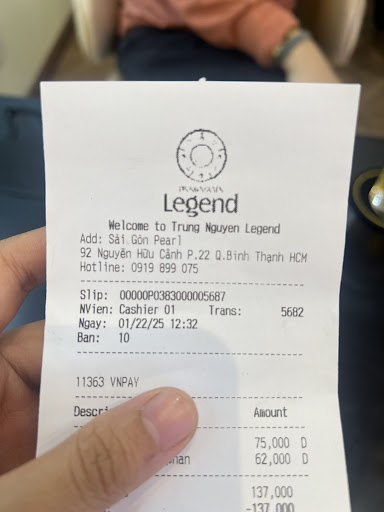 Legend
Welcome to Trung Nguyen Legend
Add: Sài Gòn Pearl
92 Nguyễn Hữu Cảnh P.22 Q.Bình Thạnh HCM
Hotline: 0919 899 075
Slip: 00000P0383000005687
NVien: Cashier 01 Trans: 5682
Ngay: 01/22/25 12:32
Ban: 10
11363 VNPAY
Descri Amount
75,000 D
han 62,000 D
137,000
-137,000